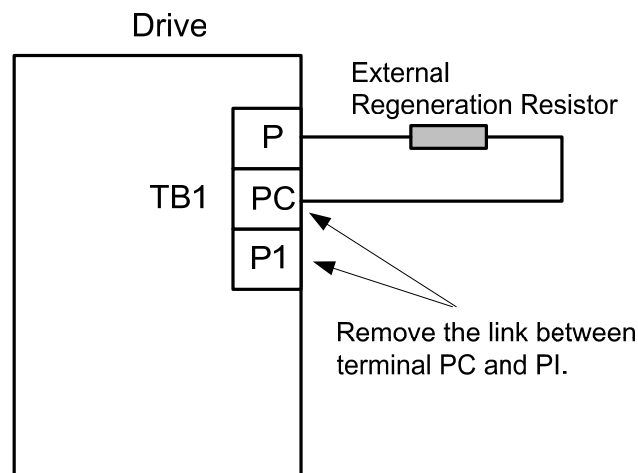 Drive
External
Regeneration Resistor
P
TB1
PC
P1
Remove the link between
terminal PC and PI.